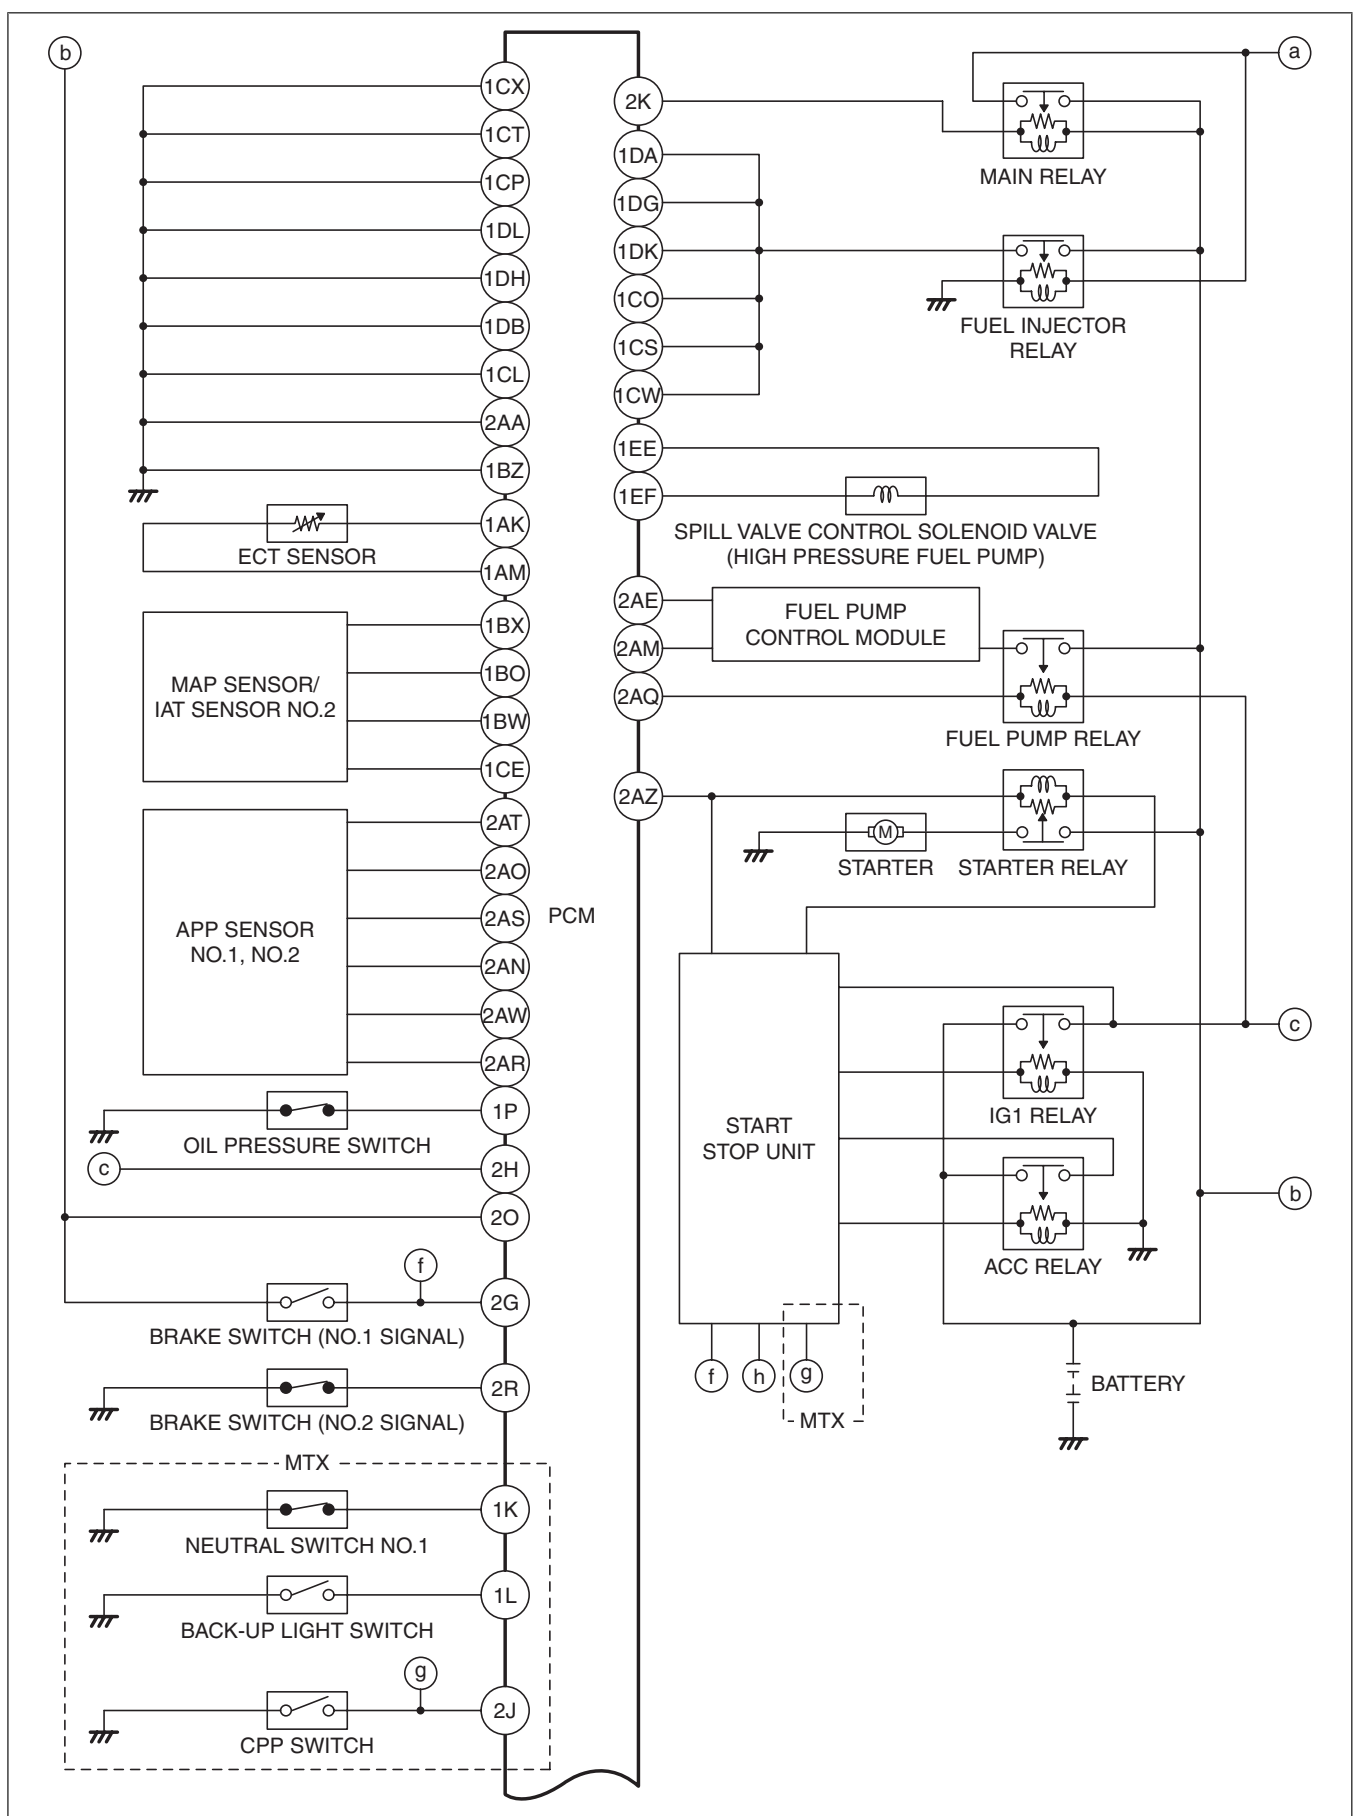 b
1CX
1CT
1CP
1DL
1DH
1DB
1CL
2AA
1BZ
1AK
ECT SENSOR
1AM
1BX
1BO
1BW
1CE
MAP SENSOR/
IAT SENSOR NO.2
2AT
2AO
2AS
2AN
2AW
2AR
APP SENSOR
NO.1, NO.2
1P
OIL PRESSURE SWITCH
c
2H
2O
f
2G
BRAKE SWITCH (NO.1 SIGNAL)
2R
BRAKE SWITCH (NO.2 SIGNAL)
MTX
1K
NEUTRAL SWITCH NO.1
1L
BACK-UP LIGHT SWITCH
g
2J
CPP SWITCH
PCM
a
2K
MAIN RELAY
1DA
1DG
1DK
1CO
1CS
1CW
FUEL INJECTOR
RELAY
1EE
1EF
SPILL VALVE CONTROL SOLENOID VALVE
(HIGH PRESSURE FUEL PUMP)
2AE
2AM
FUEL PUMP
CONTROL MODULE
2AQ
FUEL PUMP RELAY
2AZ
M
STARTER
STARTER RELAY
START
STOP UNIT
c
IG1 RELAY
b
ACC RELAY
f
h
g
MTX
BATTERY